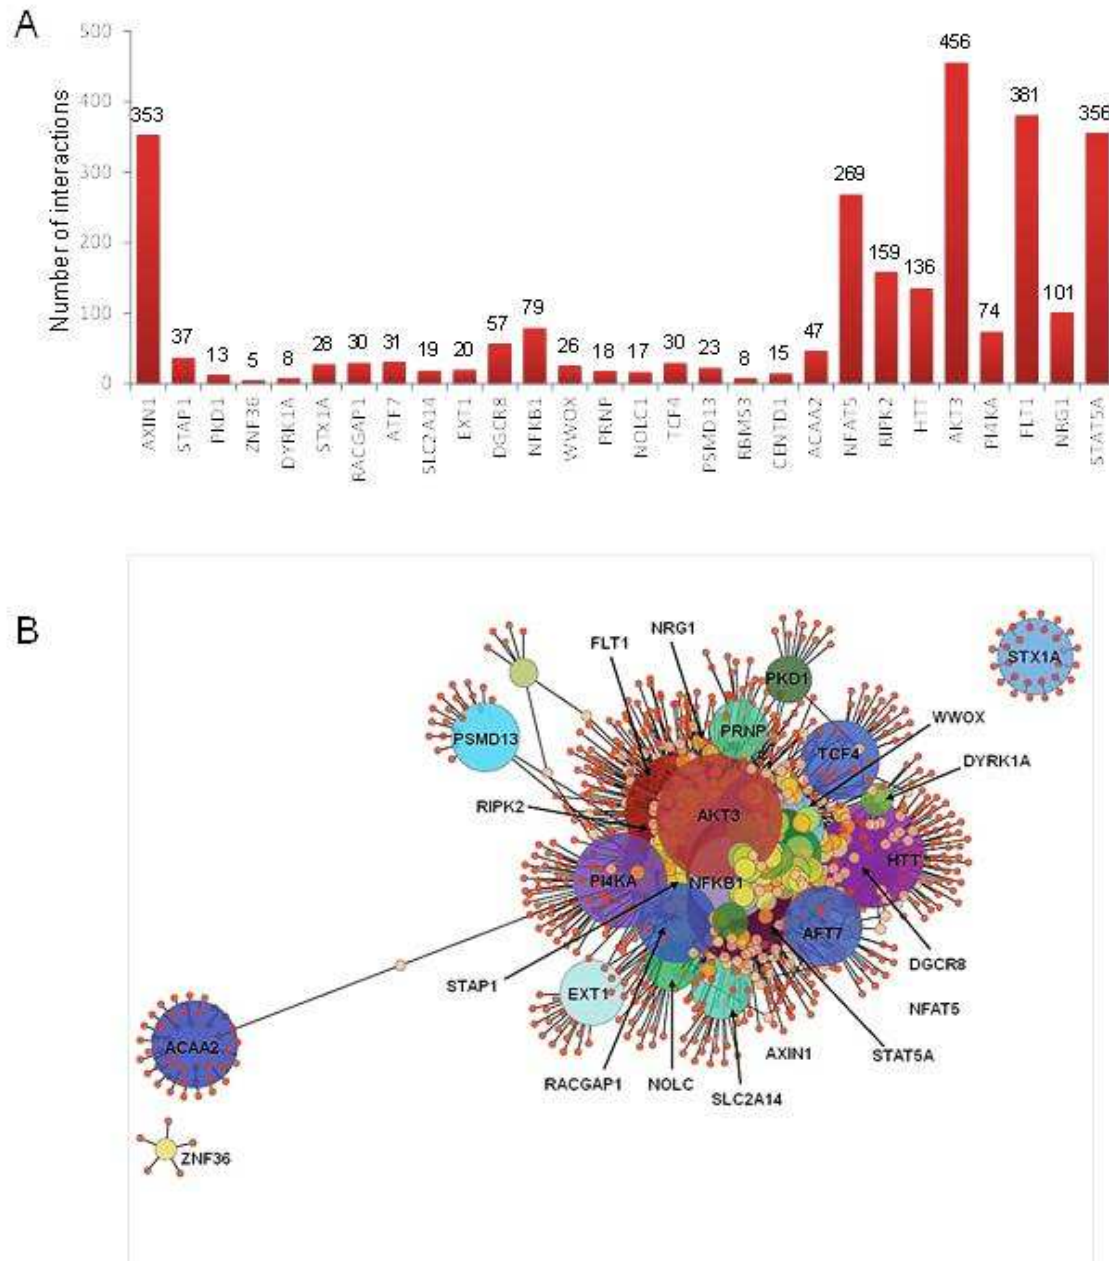 A
500
400
300
200
100
0
Number of interactions
353
37
13
5
8
28
30
31
19
20
57
79
26
18
17
30
23
8
15
47
269
159
136
456
74
381
101
356
AXIN1
STAP1
PKD1
ZNF36
DYRK1A
STX1A
RACGAP1
ATF7
SLC2A14
EXT1
DGCR8
NFKB1
WWOX
PRNP
NOLC1
TCF4
PSMD13
RBMS3
CENTD1
ACAA2
NFAT5
RIPK2
HTT
AKT3
PI4KA
FLT1
NRG1
STAT5A
B
NRG1
FLT1
PKD1
STX1A
WWOX
PRNP
PSMD13
TCF4
DYRK1A
RIPK2
AKT3
HTT
PI4KA
NFKB1
AFT7
DGCR8
STAP1
EXT1
NFAT5
ACAA2
AXIN1
STAT5A
RACGAP1
NOLC
SLC2A14
ZNF36